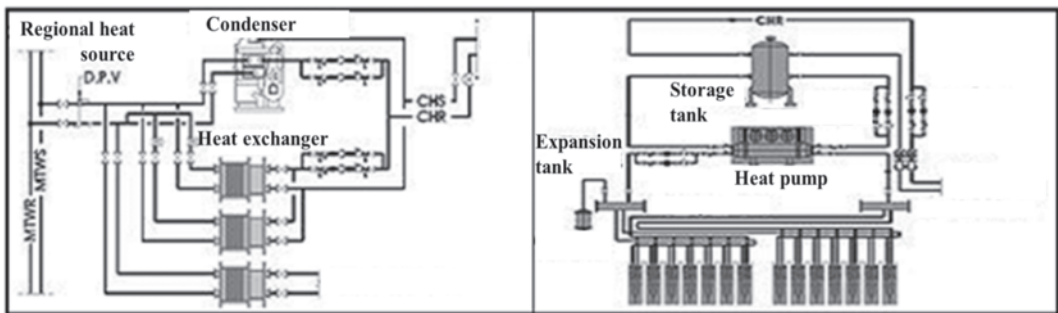 Regional heat
source
D.P.V
Condenser
CHS
CHR
Heat exchanger
MTWS
MTWR
CHR
Storage
tank
Heat pump
Expansion
tank